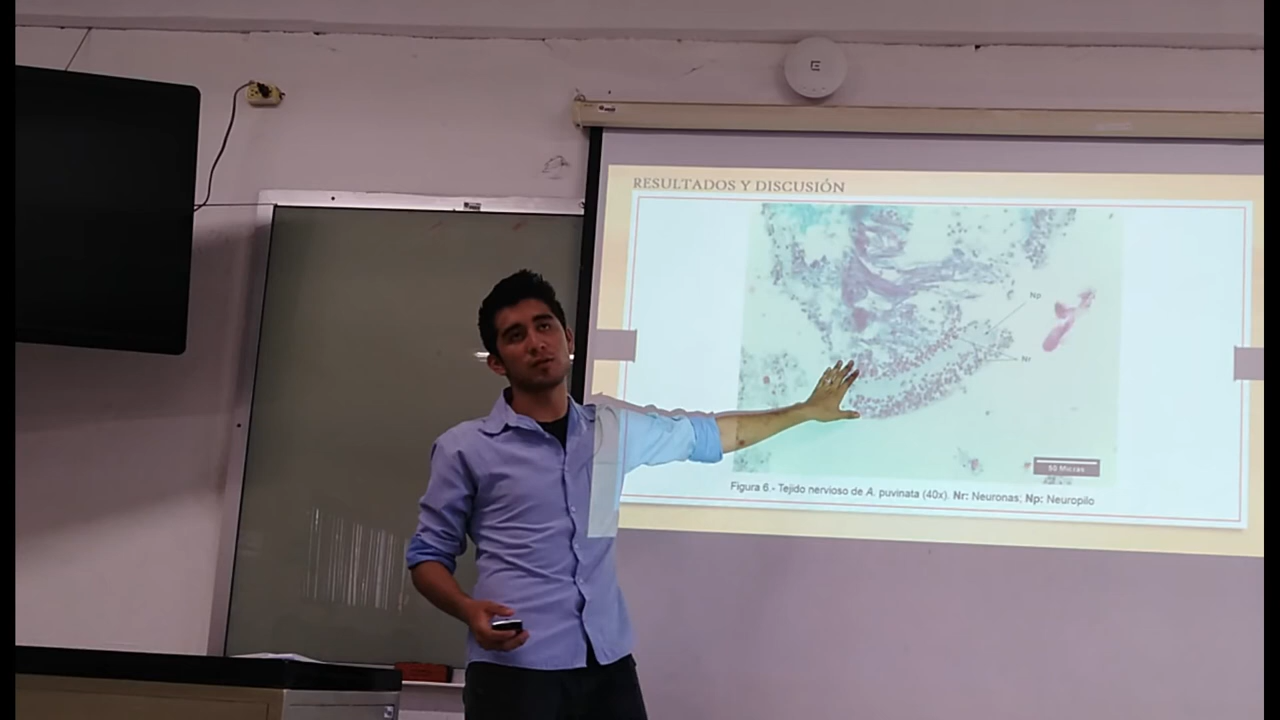 RESULTADOS Y DISCUSIÓN
Np
Nr
50 Micras
Figura 6.- Tejido nervioso de A. puvinata (40x). Nr: Neuronas; Np: Neuropilo